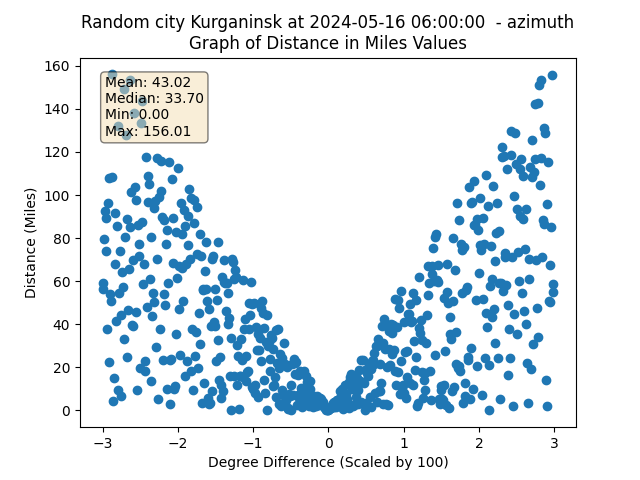 Random city Kurganinsk at 2024-05-16 06:00:00  - azimuth
Graph of Distance in Miles Values
Mean: 43.02
Median: 33.70
Min: 0.00
Max: 156.01
160
140
120
100
80
60
40
20
0
Distance (Miles)
−3
−2
−1
0
1
2
3
Degree Difference (Scaled by 100)